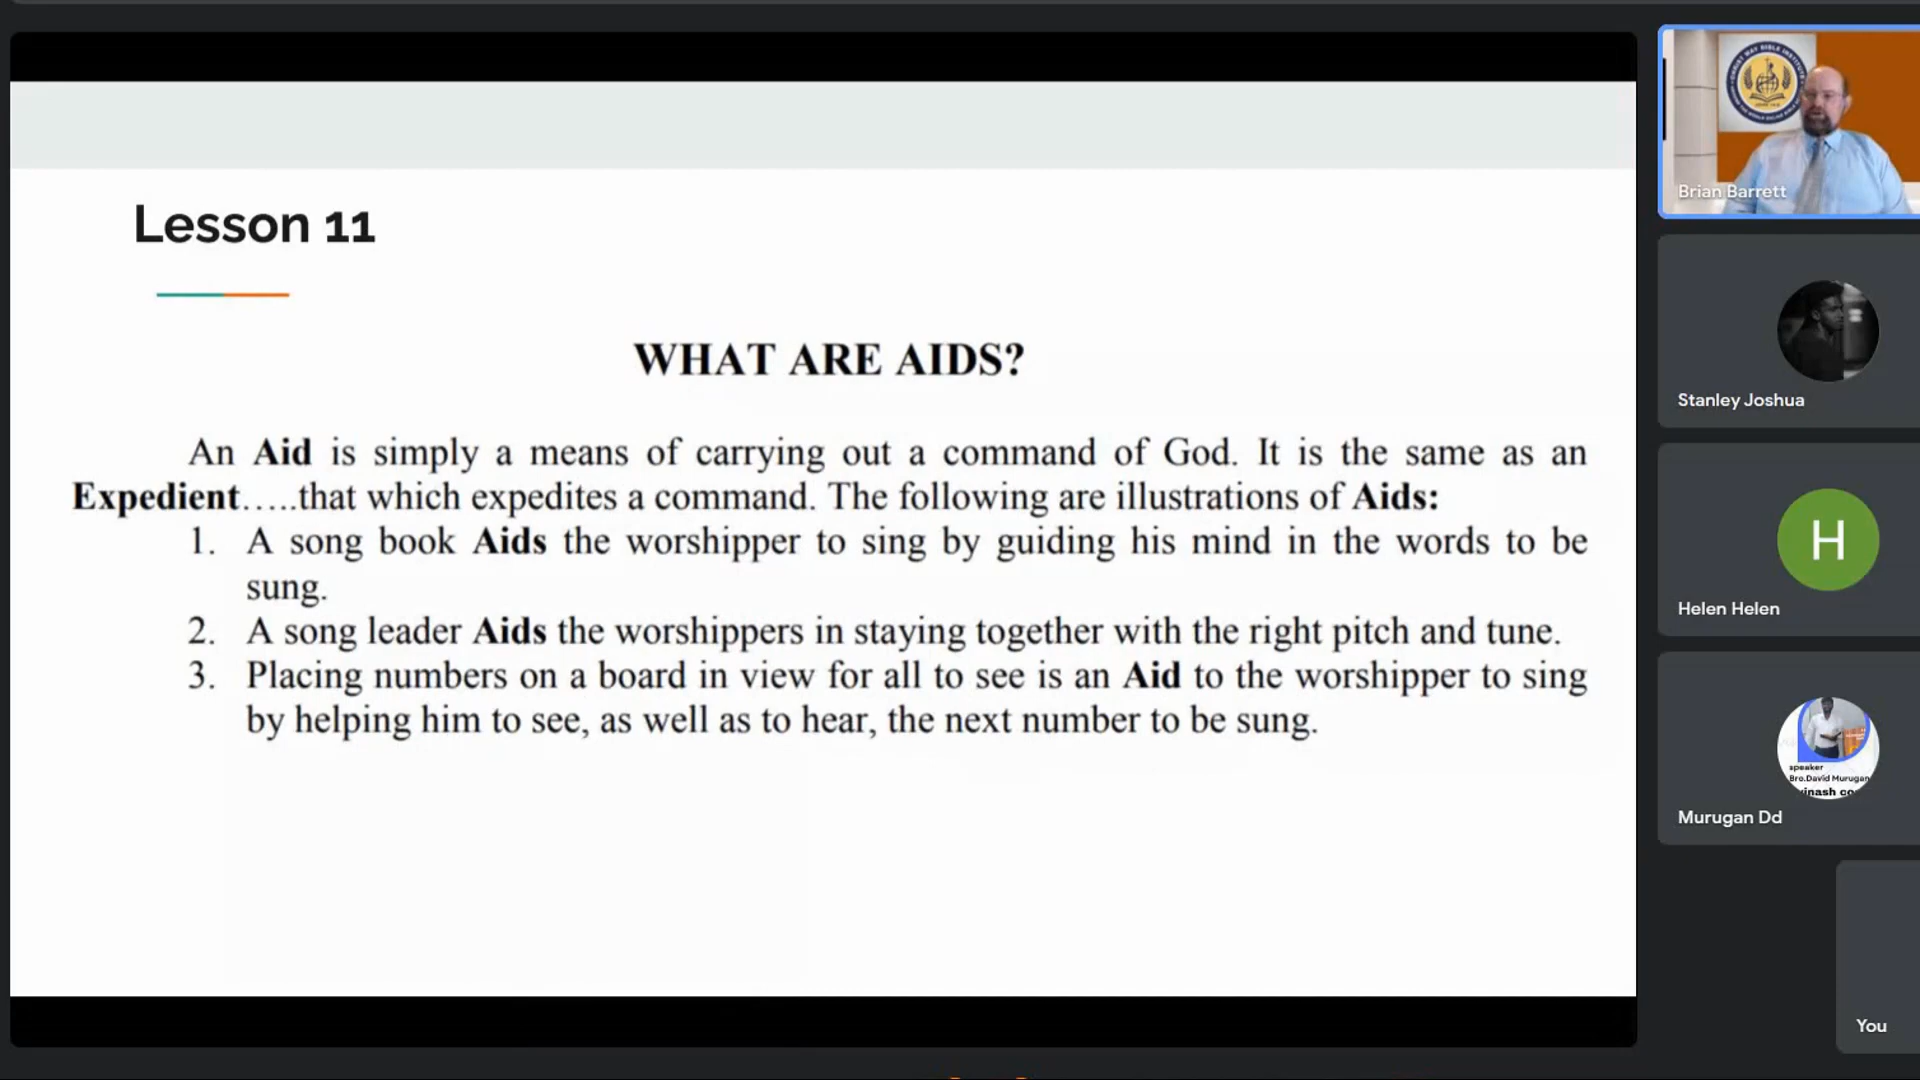 Lesson 11
WHAT ARE AIDS?
An Aid is simply a means of carrying out a command of God. It is the same as an
Expedient.....that which expedites a command. The following are illustrations of Aids:
1. A song book Aids the worshipper to sing by guiding his mind in the words to be
sung.
2. A song leader Aids the worshippers in staying together with the right pitch and tune.
3. Placing numbers on a board in view for all to see is an Aid to the worshipper to sing
by helping him to see, as well as to hear, the next number to be sung.
Brian Barrett
Stanley Joshua
H
Helen Helen
speaker
Bro.David Murugan
Murugan Dd
You